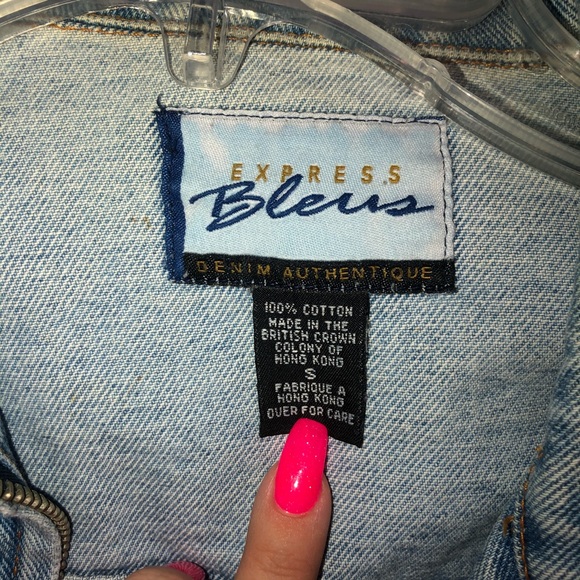 EXPRESS
Bleus
DENIM AUTHENTIQUE
100% COTTON
MADE IN THE
BRITISH CROWN
COLONY OF
HONG KONG
S
FABRIQUE A
HONG KONG
OVER FOR CARE